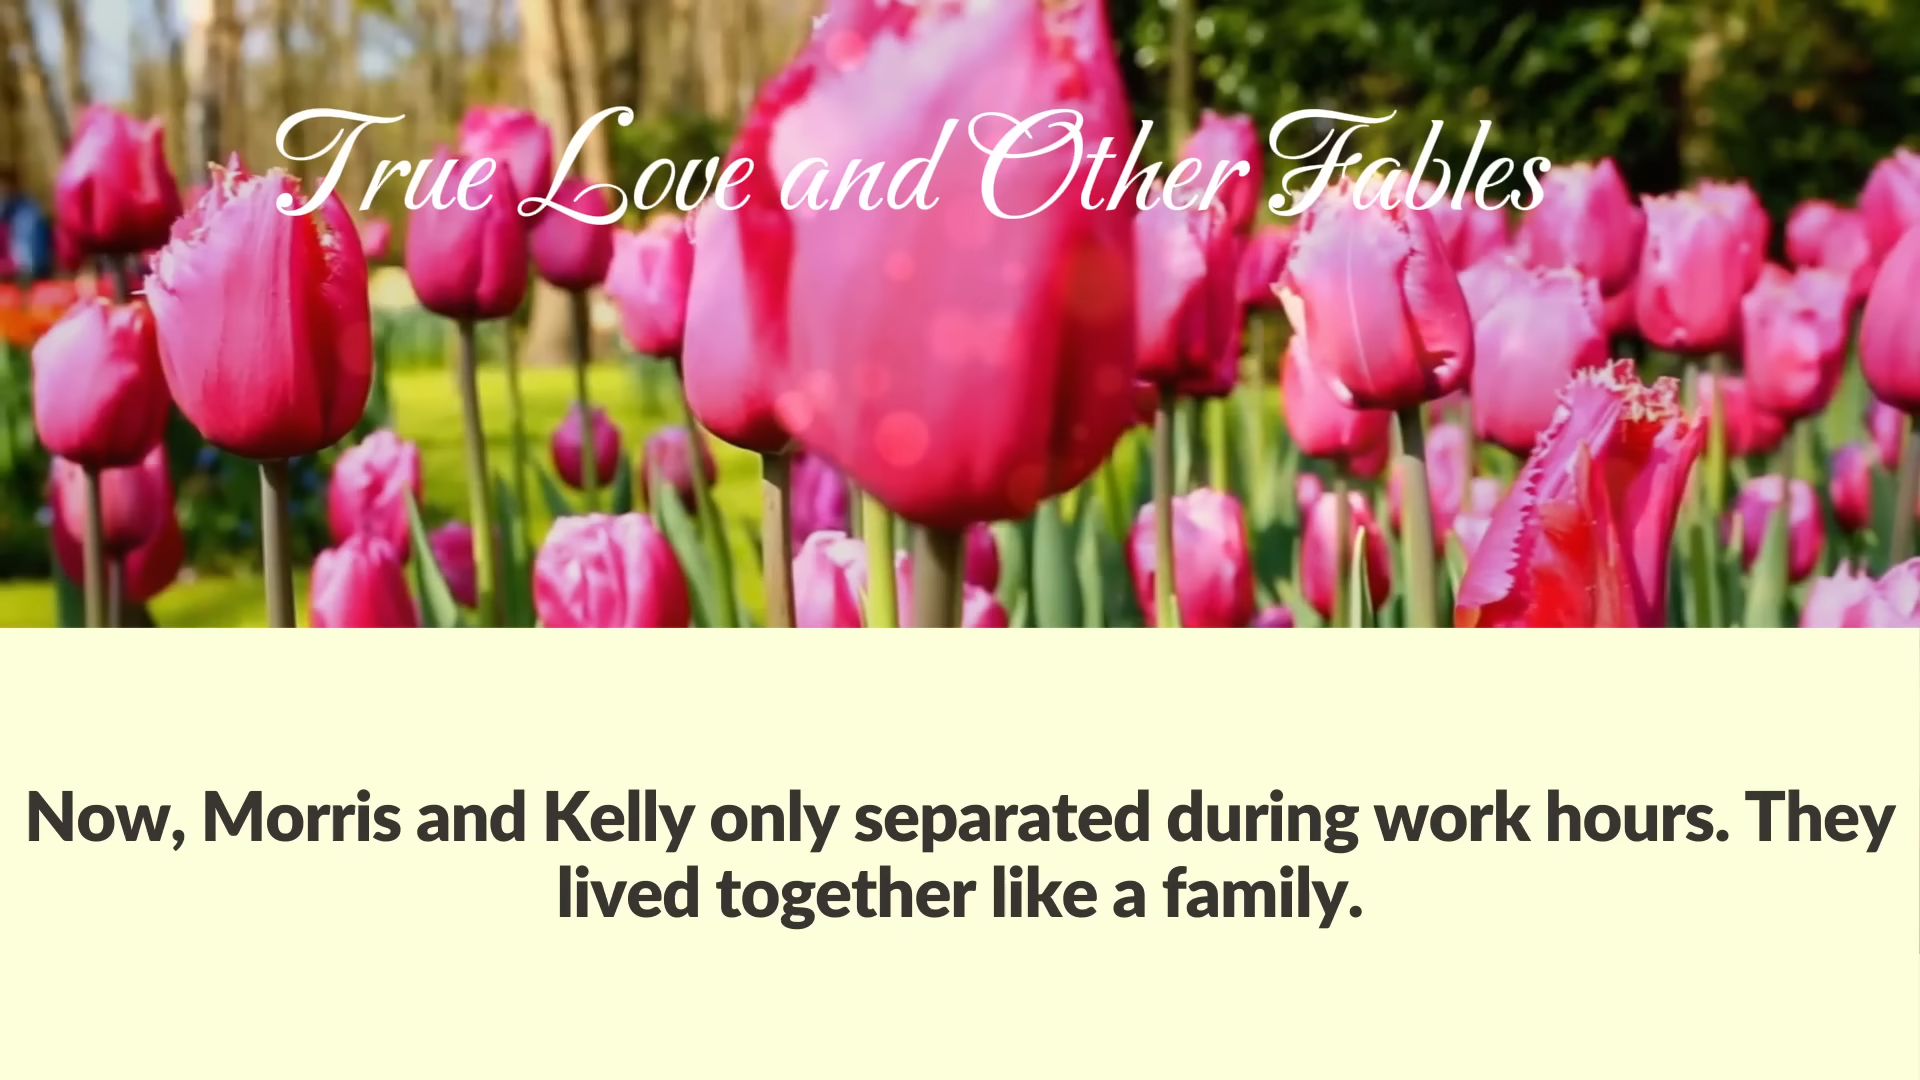 True Love and Other Fables
Now, Morris and Kelly only separated during work hours. They
lived together like a family.